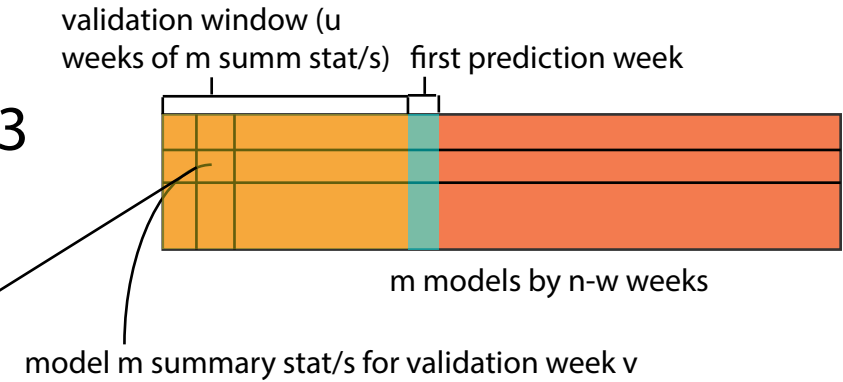 validation window (u
weeks of m summ stat/s) first prediction week
3
m models by n-w weeks
model m summary stat/s for validation week v